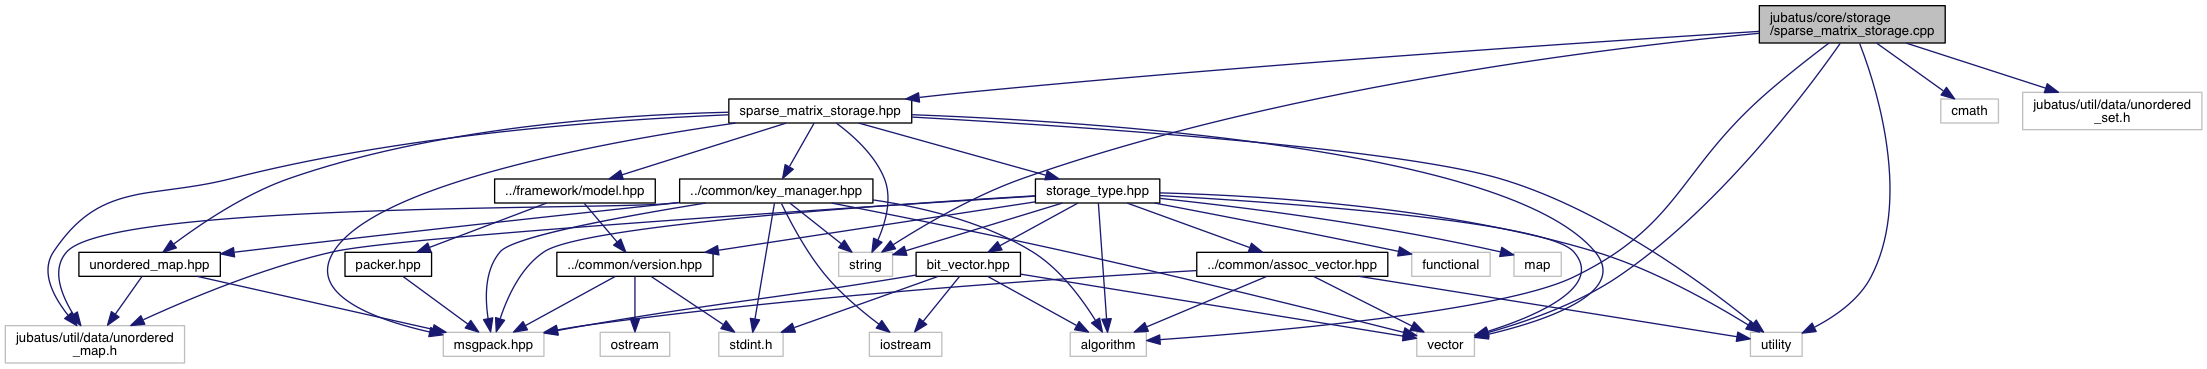 jubatus/core/storage
/sparse_matrix_storage.cpp
sparse_matrix_storage.hpp
cmath
jubatus/util/data/unordered
_set.h
../framework/model.hpp
../common/key_manager.hpp
storage_type.hpp
unordered_map.hpp
packer.hpp
../common/version.hpp
string
bit_vector.hpp
../common/assoc_vector.hpp
functional
map
jubatus/util/data/unordered
_map.h
msgpack.hpp
ostream
stdint.h
iostream
algorithm
vector
utility